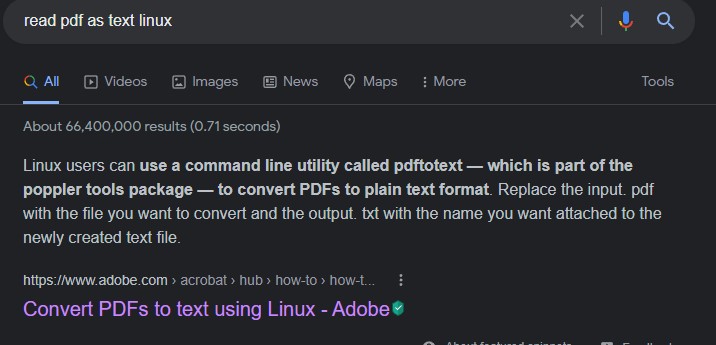 read pdf as text linux
All Videos Images News Maps More Tools
About 66,400,000 results (0.71 seconds)
Linux users can use a command line utility called pdftotext — which is part of the
poppler tools package — to convert PDFs to plain text format. Replace the input. pdf
with the file you want to convert and the output. txt with the name you want attached to the
newly created text file.
https://www.adobe.com › acrobat › hub › how-to › how-t...
Convert PDFs to text using Linux - Adobe
About featured snippets Feedback